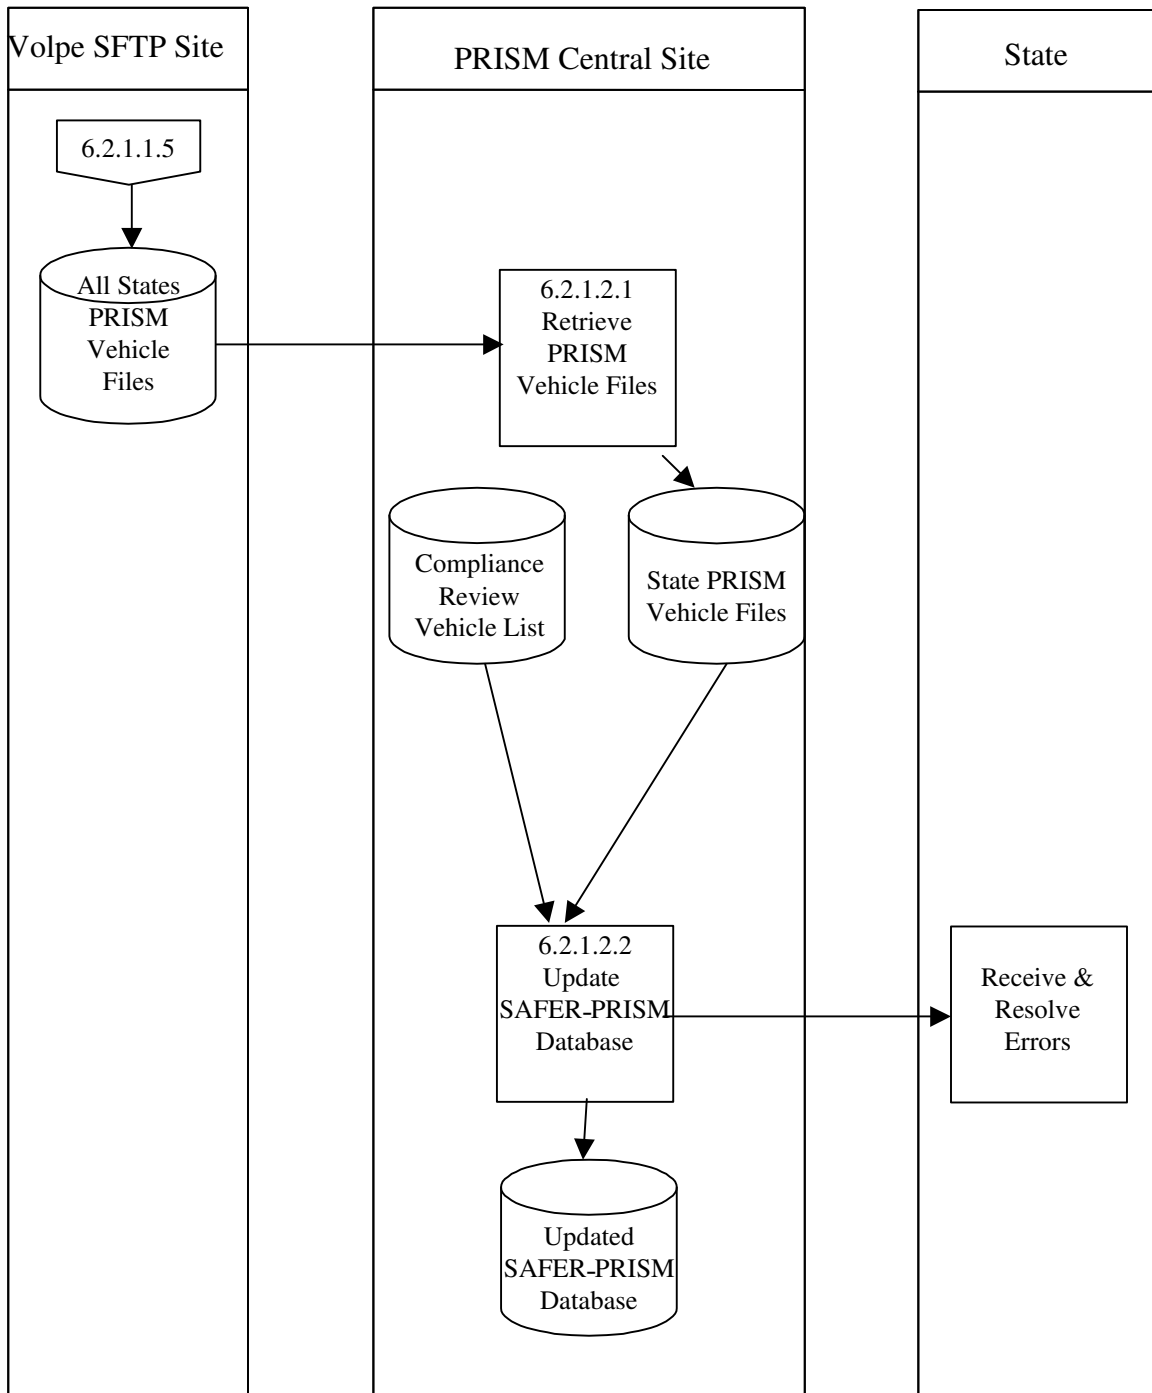 Volpe SFTP Site
PRISM Central Site
State
6.2.1.1.5
All States
PRISM
Vehicle
Files
6.2.1.2.1
Retrieve
PRISM
Vehicle Files
Compliance
Review
Vehicle List
State PRISM
Vehicle Files
6.2.1.2.2
Update
SAFER-PRISM
Database
Receive &
Resolve
Errors
Updated
SAFER-PRISM
Database